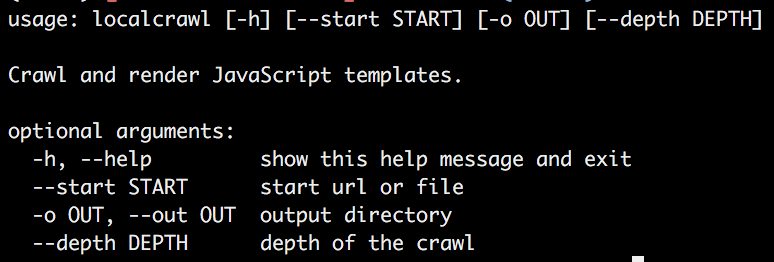 usage: localcrawl [-h] [--start START] [-o OUT] [--depth DEPTH]
Crawl and render JavaScript templates.
optional arguments:
-h, --help show this help message and exit
--start START start url or file
-o OUT, --out OUT output directory
--depth DEPTH depth of the crawl